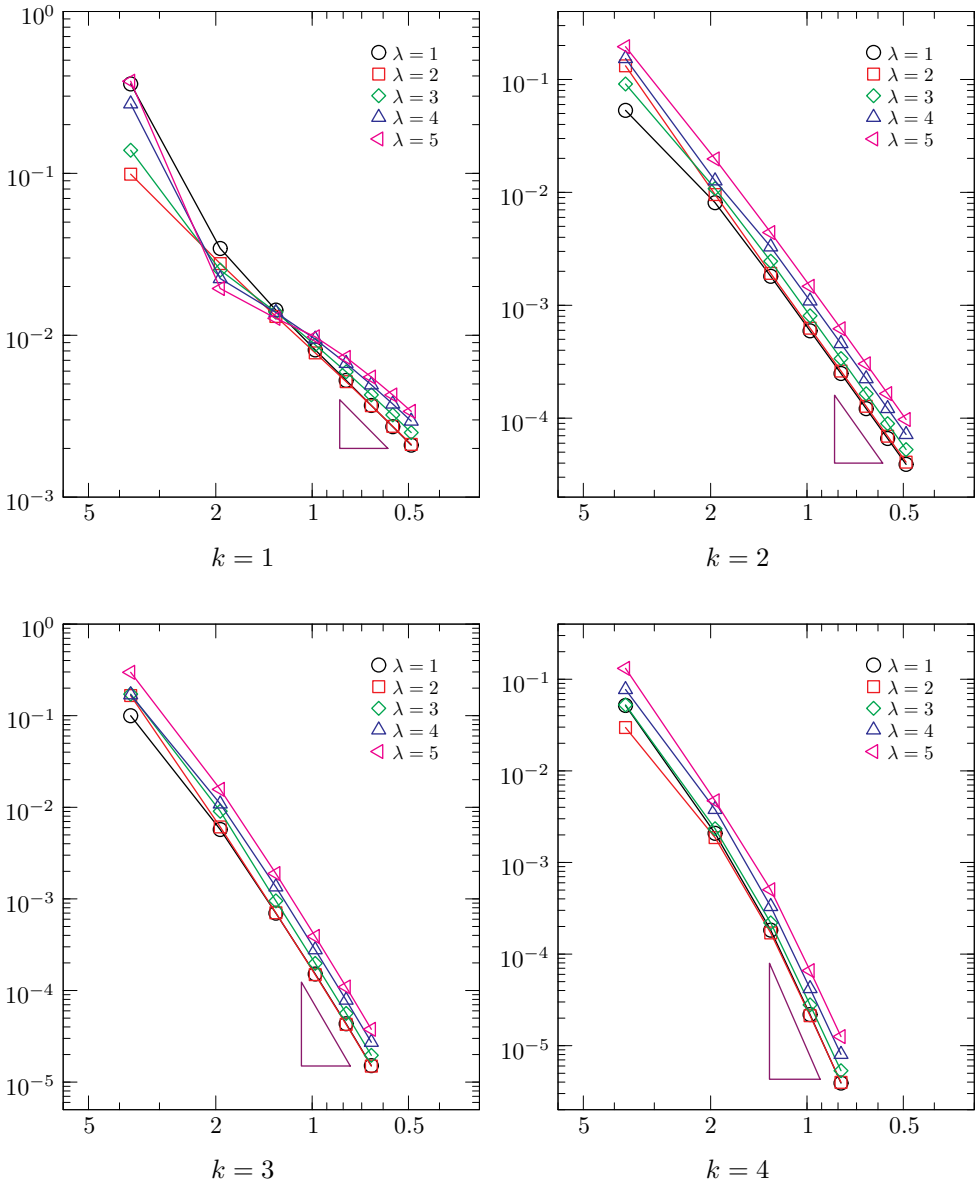 10^0
10^-1
10^-2
10^-3
5 2 1 0.5
λ = 1
λ = 2
λ = 3
λ = 4
λ = 5
k = 1
10^-1
10^-2
10^-3
10^-4
5 2 1 0.5
λ = 1
λ = 2
λ = 3
λ = 4
λ = 5
k = 2
10^0
10^-1
10^-2
10^-3
10^-4
10^-5
5 2 1 0.5
λ = 1
λ = 2
λ = 3
λ = 4
λ = 5
k = 3
10^-1
10^-2
10^-3
10^-4
10^-5
5 2 1 0.5
λ = 1
λ = 2
λ = 3
λ = 4
λ = 5
k = 4